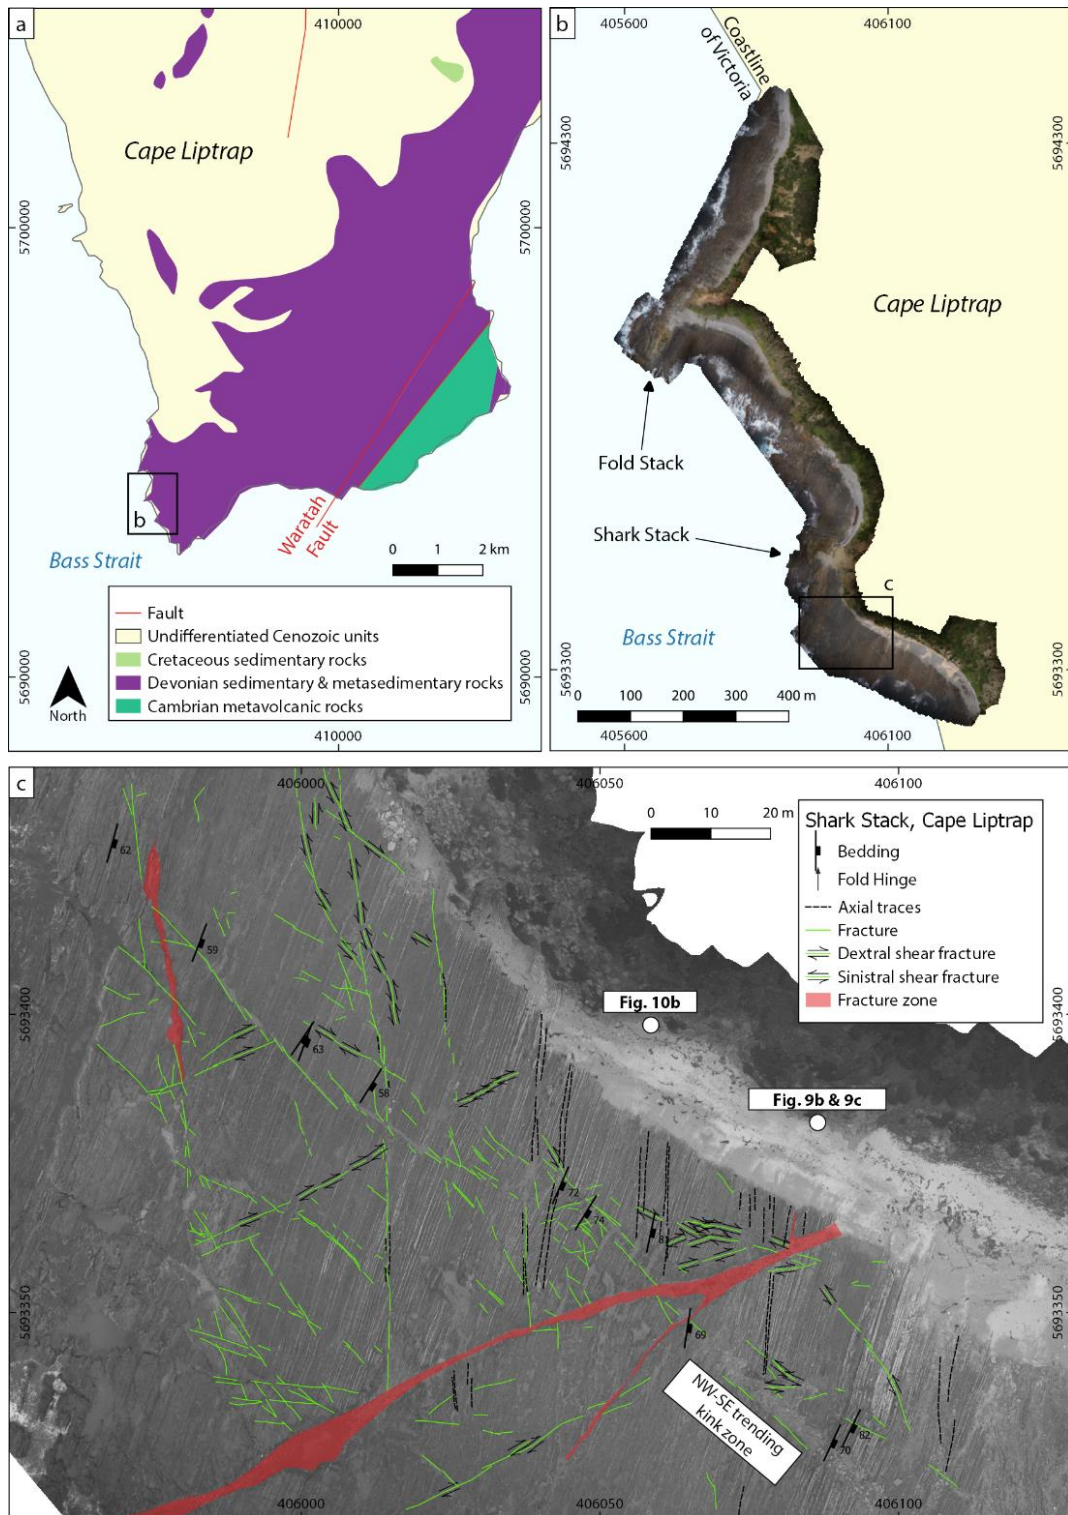 a
410000
Cape Liptrap
5700000
5700000
b
Bass Strait
Waratah
Fault
0 1 2 km
Fault
Undifferentiated Cenozoic units
Cretaceous sedimentary rocks
Devonian sedimentary & metasedimentary rocks
Cambrian metavolcanic rocks
North
5690000
5690000
410000
b
405600
406100
Coastline
of Victoria
5694300
5694300
Cape Liptrap
Fold Stack
Shark Stack
c
Bass Strait
5693300
5693300
0 100 200 300 400 m
405600
406100
c
406000
406050
406100
0 10 20 m
Shark Stack, Cape Liptrap
Bedding
Fold Hinge
Axial traces
Fracture
Dextral shear fracture
Sinistral shear fracture
Fracture zone
62
59
5693400
5693400
Fig. 10b
63
58
Fig. 9b & 9c
72
74
5693350
5693350
69
NW-SE trending
kink zone
82
70
406000
406050
406100